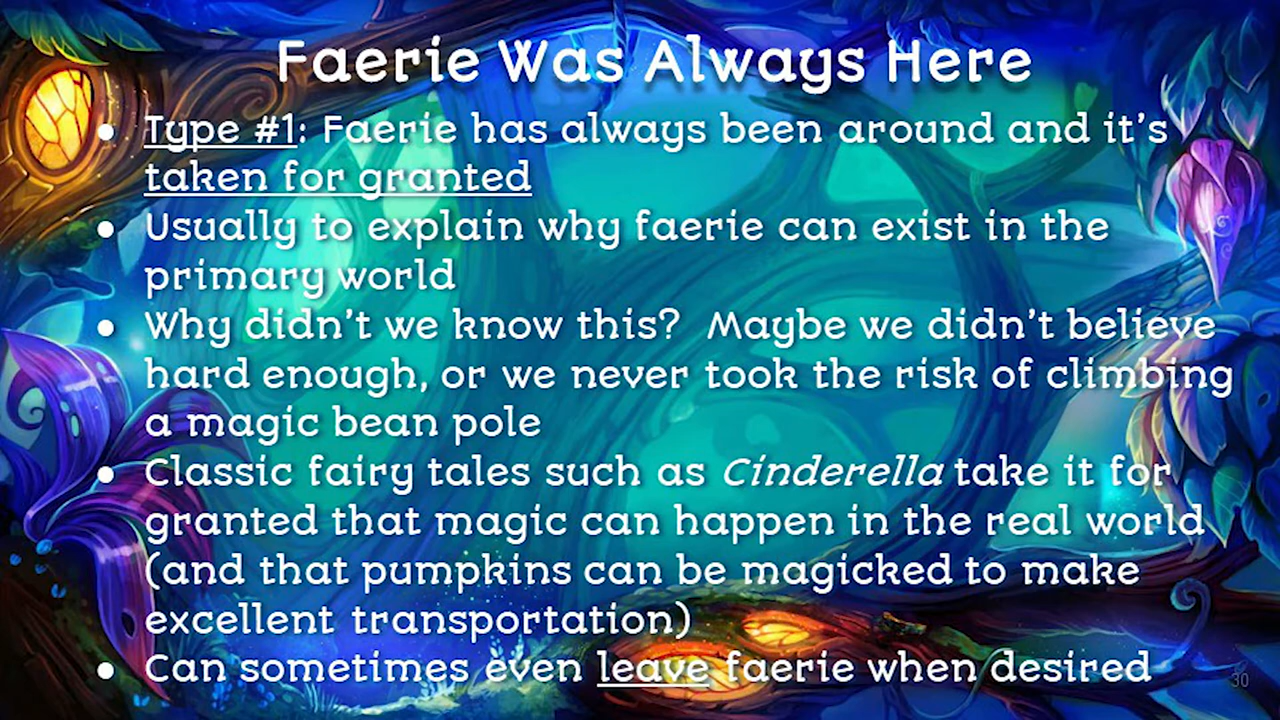 Faerie Was Always Here
● Type #1: Faerie has always been around and it's
taken for granted
● Usually to explain why faerie can exist in the
primary world
● Why didn't we know this?  Maybe we didn't believe
hard enough, or we never took the risk of climbing
a magic bean pole
● Classic fairy tales such as Cinderella take it for
granted that magic can happen in the real world
(and that pumpkins can be magicked to make
excellent transportation)
● Can sometimes even leave faerie when desired
30